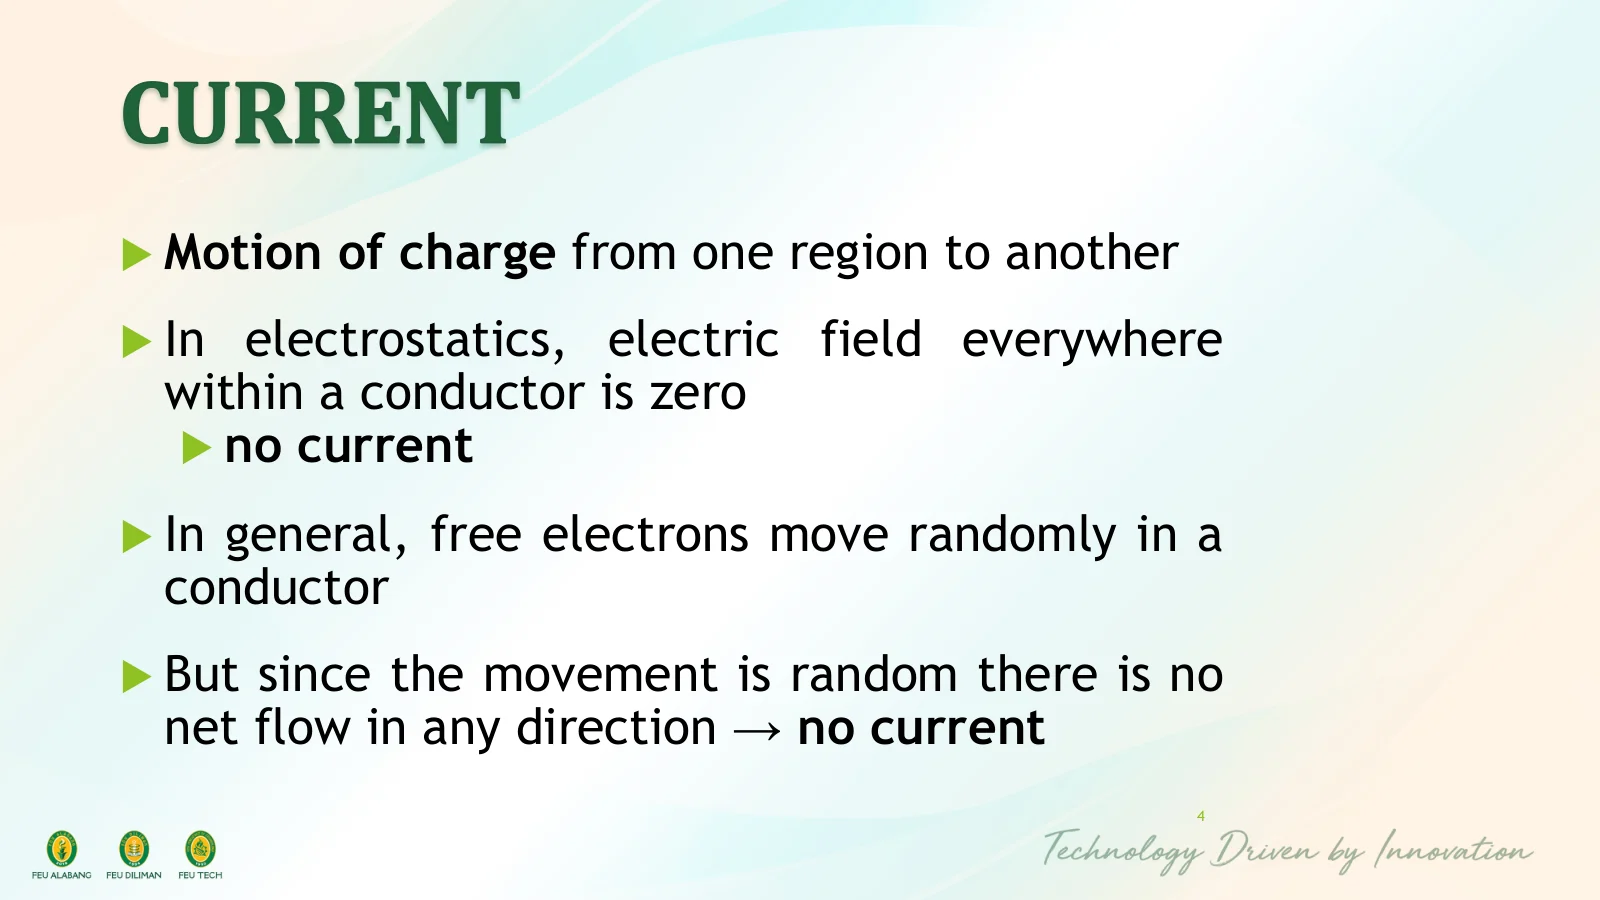 CURRENT
Motion of charge from one region to another
In electrostatics, electric field everywhere
within a conductor is zero
no current
In general, free electrons move randomly in a
conductor
But since the movement is random there is no
net flow in any direction → no current
4
Technology Driven by Innovation
FEU ALABANG FEU DILIMAN FEU TECH